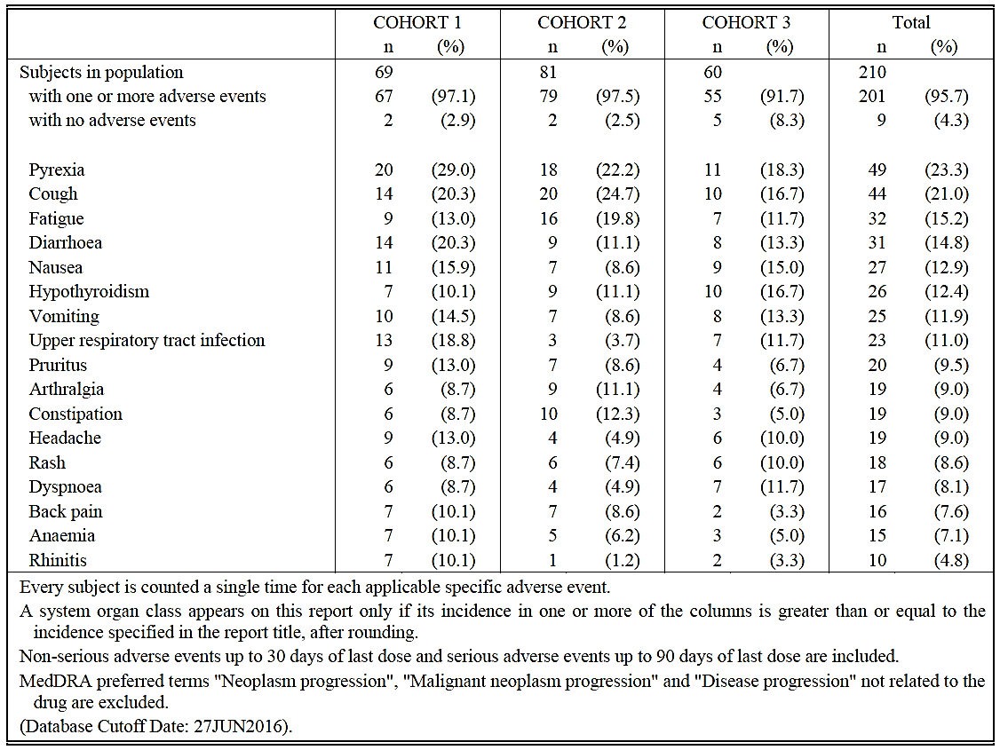 COHORT 1 COHORT 2 COHORT 3 Total
n (%) n (%) n (%) n (%)
Subjects in population 69 81 60 210
with one or more adverse events 67 (97.1) 79 (97.5) 55 (91.7) 201 (95.7)
with no adverse events 2 (2.9) 2 (2.5) 5 (8.3) 9 (4.3)
Pyrexia 20 (29.0) 18 (22.2) 11 (18.3) 49 (23.3)
Cough 14 (20.3) 20 (24.7) 10 (16.7) 44 (21.0)
Fatigue 9 (13.0) 16 (19.8) 7 (11.7) 32 (15.2)
Diarrhoea 14 (20.3) 9 (11.1) 8 (13.3) 31 (14.8)
Nausea 11 (15.9) 7 (8.6) 9 (15.0) 27 (12.9)
Hypothyroidism 7 (10.1) 9 (11.1) 10 (16.7) 26 (12.4)
Vomiting 10 (14.5) 7 (8.6) 8 (13.3) 25 (11.9)
Upper respiratory tract infection 13 (18.8) 3 (3.7) 7 (11.7) 23 (11.0)
Pruritus 9 (13.0) 7 (8.6) 4 (6.7) 20 (9.5)
Arthralgia 6 (8.7) 9 (11.1) 4 (6.7) 19 (9.0)
Constipation 6 (8.7) 10 (12.3) 3 (5.0) 19 (9.0)
Headache 9 (13.0) 4 (4.9) 6 (10.0) 19 (9.0)
Rash 6 (8.7) 6 (7.4) 6 (10.0) 18 (8.6)
Dyspnoea 6 (8.7) 4 (4.9) 7 (11.7) 17 (8.1)
Back pain 7 (10.1) 7 (8.6) 2 (3.3) 16 (7.6)
Anaemia 7 (10.1) 5 (6.2) 3 (5.0) 15 (7.1)
Rhinitis 7 (10.1) 1 (1.2) 2 (3.3) 10 (4.8)
Every subject is counted a single time for each applicable specific adverse event.
A system organ class appears on this report only if its incidence in one or more of the columns is greater than or equal to the
incidence specified in the report title, after rounding.
Non-serious adverse events up to 30 days of last dose and serious adverse events up to 90 days of last dose are included.
MedDRA preferred terms "Neoplasm progression", "Malignant neoplasm progression" and "Disease progression" not related to the
drug are excluded.
(Database Cutoff Date: 27JUN2016).